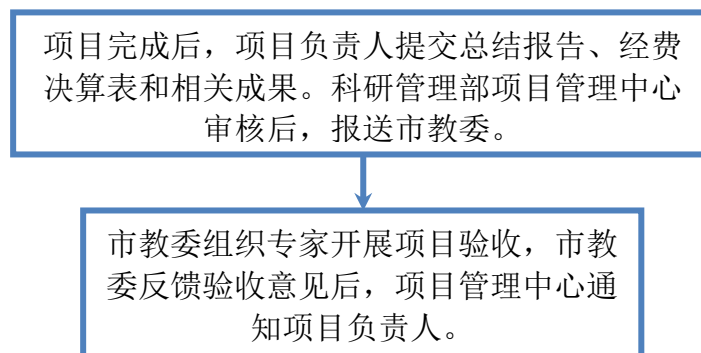 项目完成后，项目负责人提交总结报告、经费
决算表和相关成果。科研管理部项目管理中心
审核后，报送市教委。
市教委组织专家开展项目验收，市教
委反馈验收意见后，项目管理中心通
知项目负责人。